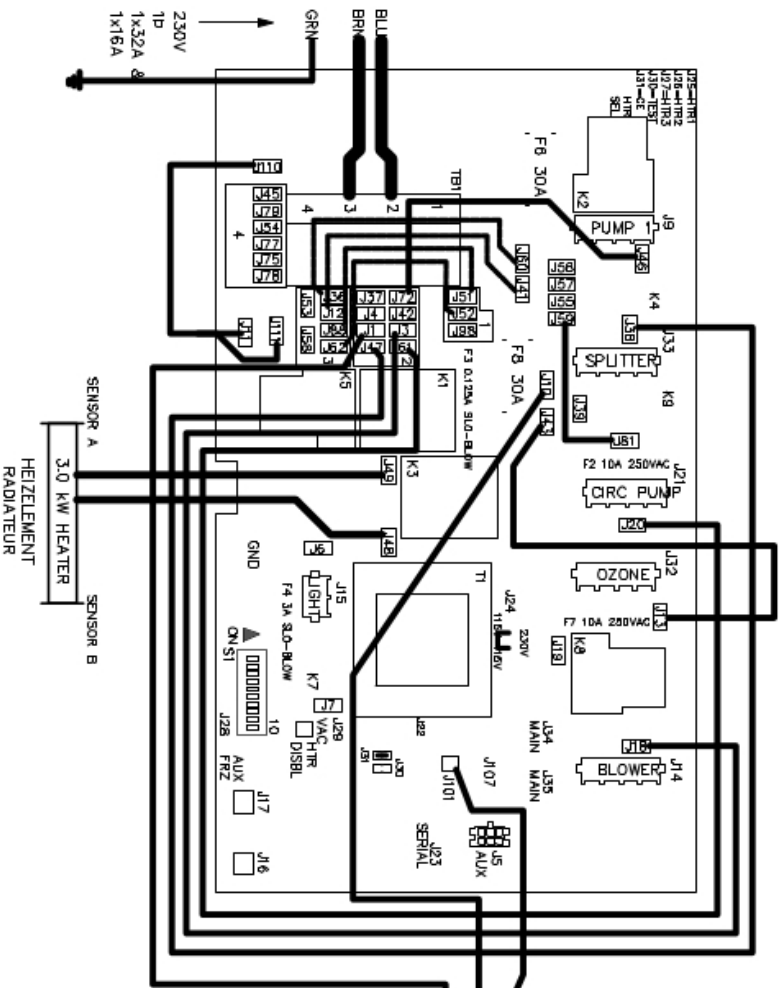 230V
1p
1x32A &
1x16A
GRN
BRN
BLU
J25=HTR1
J26=HTR2
J27=HTR3
J30=TEST
J31=CE
HTR
SEL
F6 30A
K2
J9
PUMP 1
J46
J110
TB1
4
3
2
1
J45
J79
J54
J77
J75
J78
4
J60
J41
J58
J57
J55
J59
K4
J38
J33
SPLITTER
K9
J53
J36
J37
J72
J51
J12
J4
J42
J52
1
J98
J1
J3
J58
J62
J47
J61
3
2
J11
J111
K5
K1
F3 0.125A SLO-BLOW
F8 30A
J10
J43
J39
J81
F2 10A 250VAC
J21
CIRC PUMP
J20
SENSOR A
3.0 kW HEATER
HEIZELEMENT
RADIATEUR
SENSOR B
J49
K3
J48
GND
J6
J15
LIGHT
F4 3A SLO-BLOW
T1
J24
115V
230V
J32
OZONE
F7 10A 250VAC
J13
J19
K8
ON
S1
10
J28
K7
J7
J29
VAC
HTR
DISBL
J22
J31
J30
J34
MAIN
J35
MAIN
J18
J14
BLOWER
J107
J101
AUX
FRZ
J17
J16
J23
SERIAL
J5
AUX